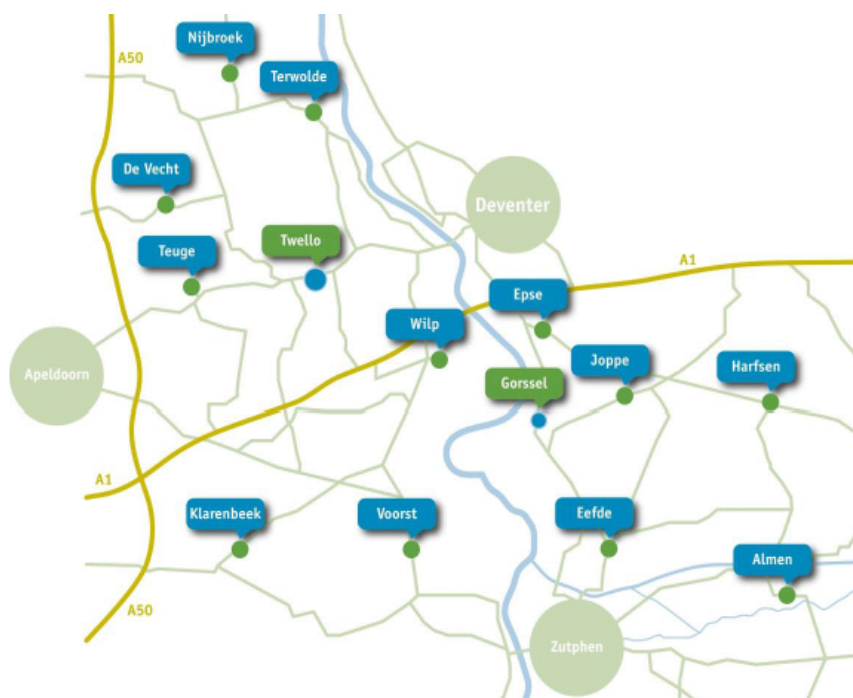 Nijbroek
A50
Terwolde
De Vecht
Deventer
Twello
Teuge
A1
Epse
Wilp
Joppe
Harfsen
Apeldoorn
Gorssel
A1
Klarenbeek
Voorst
Eefde
Almen
A50
Zutphen